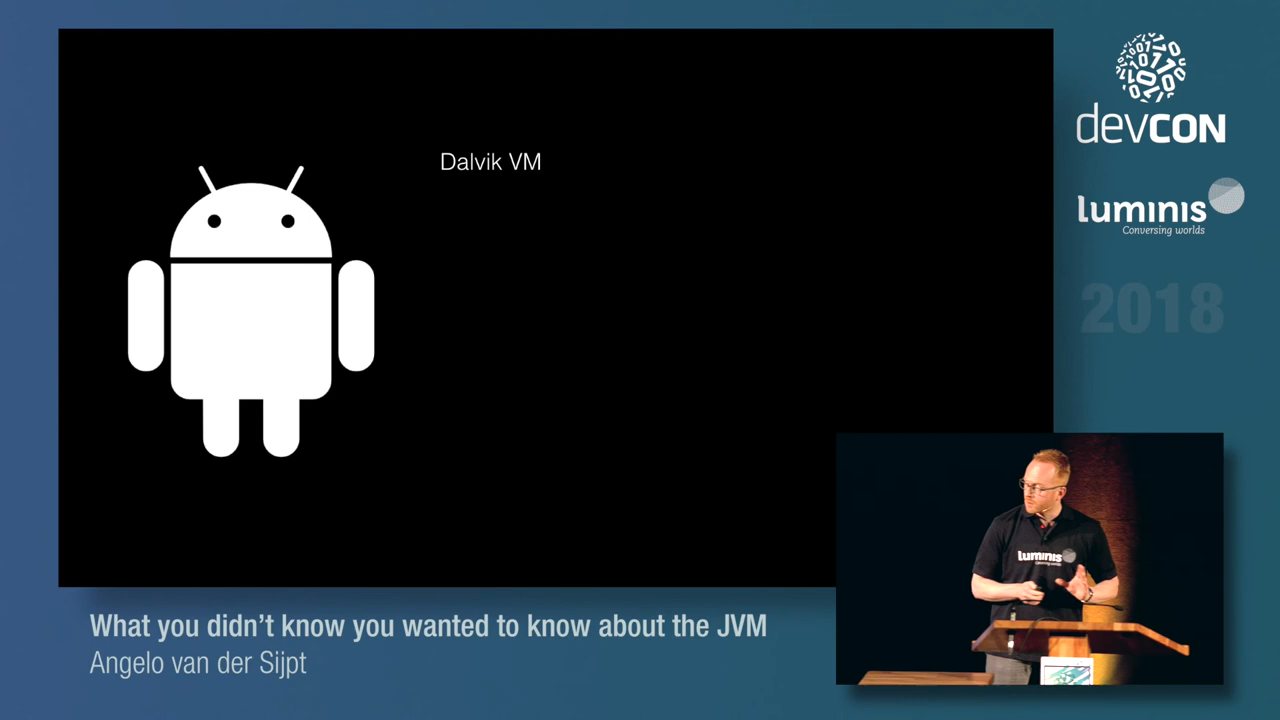 Dalvik VM
devCON
luminis
Conversing worlds
2018
luminis
What you didn't know you wanted to know about the JVM
Angelo van der Sijpt